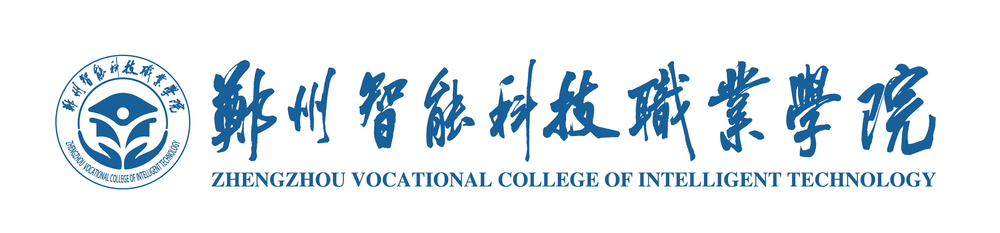 鄭州智能科技職業學院
ZHENGZHOU VOCATIONAL COLLEGE OF INTELLIGENT TECHNOLOGY
鄭州智能科技職業學院
ZHENGZHOU VOCATIONAL COLLEGE OF INTELLIGENT TECHNOLOGY